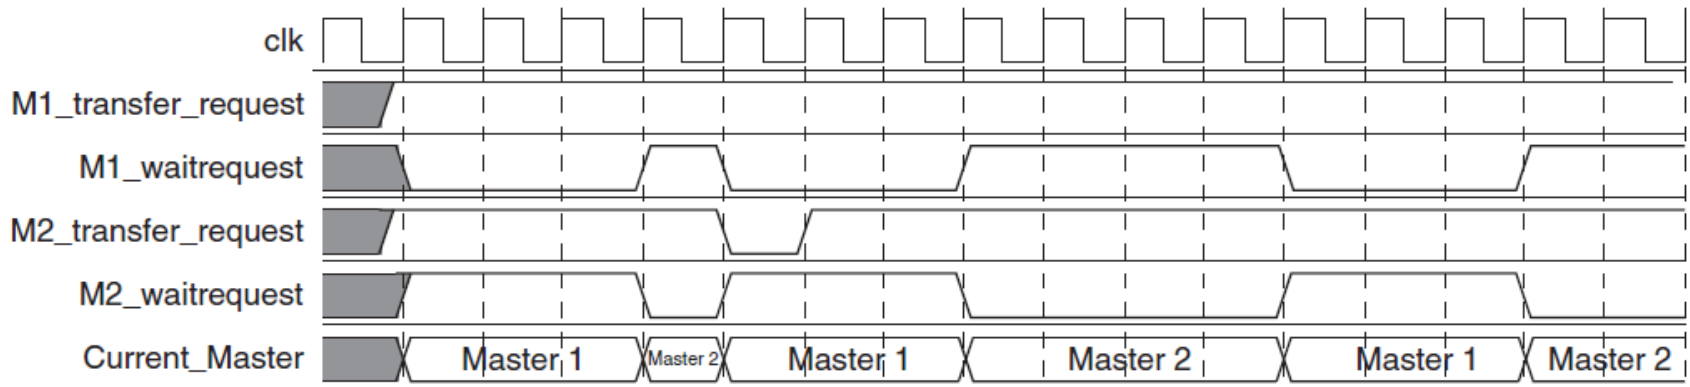 clk
M1_transfer_request
M1_waitrequest
M2_transfer_request
M2_waitrequest
Current_Master Master 1 Master 2 Master 1 Master 2 Master 1 Master 2